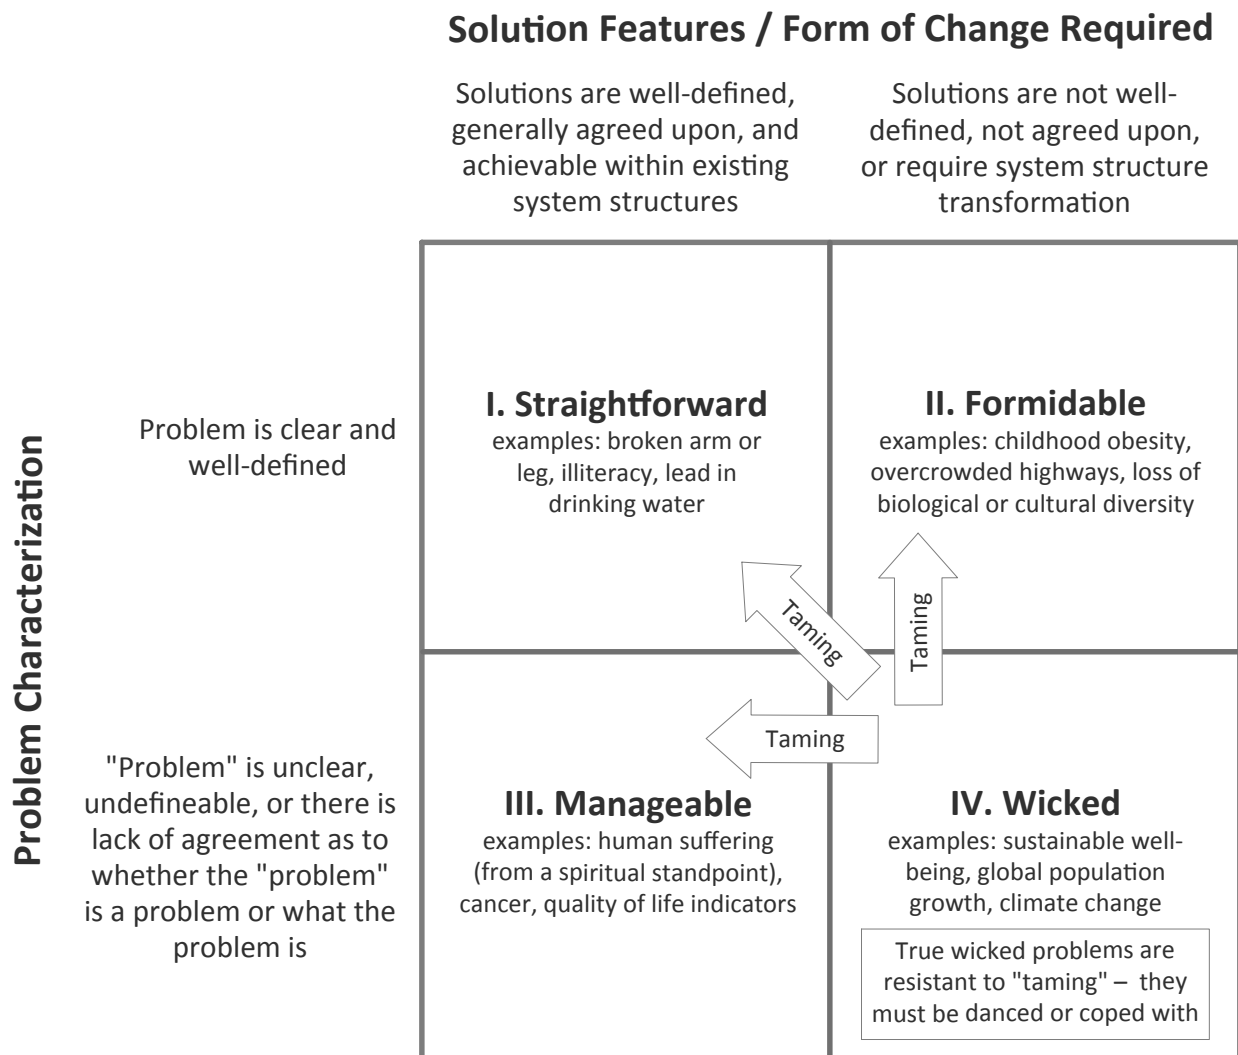 Solution Features / Form of Change Required
Solutions are well-defined,
generally agreed upon, and
achievable within existing
system structures
Solutions are not well-
defined, not agreed upon,
or require system structure
transformation
Problem Characterization
Problem is clear and
well-defined
I. Straightforward
examples: broken arm or
leg, illiteracy, lead in
drinking water
II. Formidable
examples: childhood obesity,
overcrowded highways, loss of
biological or cultural diversity
Taming
Taming
Taming
"Problem" is unclear,
undefineable, or there is
lack of agreement as to
whether the "problem"
is a problem or what the
problem is
III. Manageable
examples: human suffering
(from a spiritual standpoint),
cancer, quality of life indicators
IV. Wicked
examples: sustainable well-
being, global population
growth, climate change
True wicked problems are
resistant to "taming" – they
must be danced or coped with